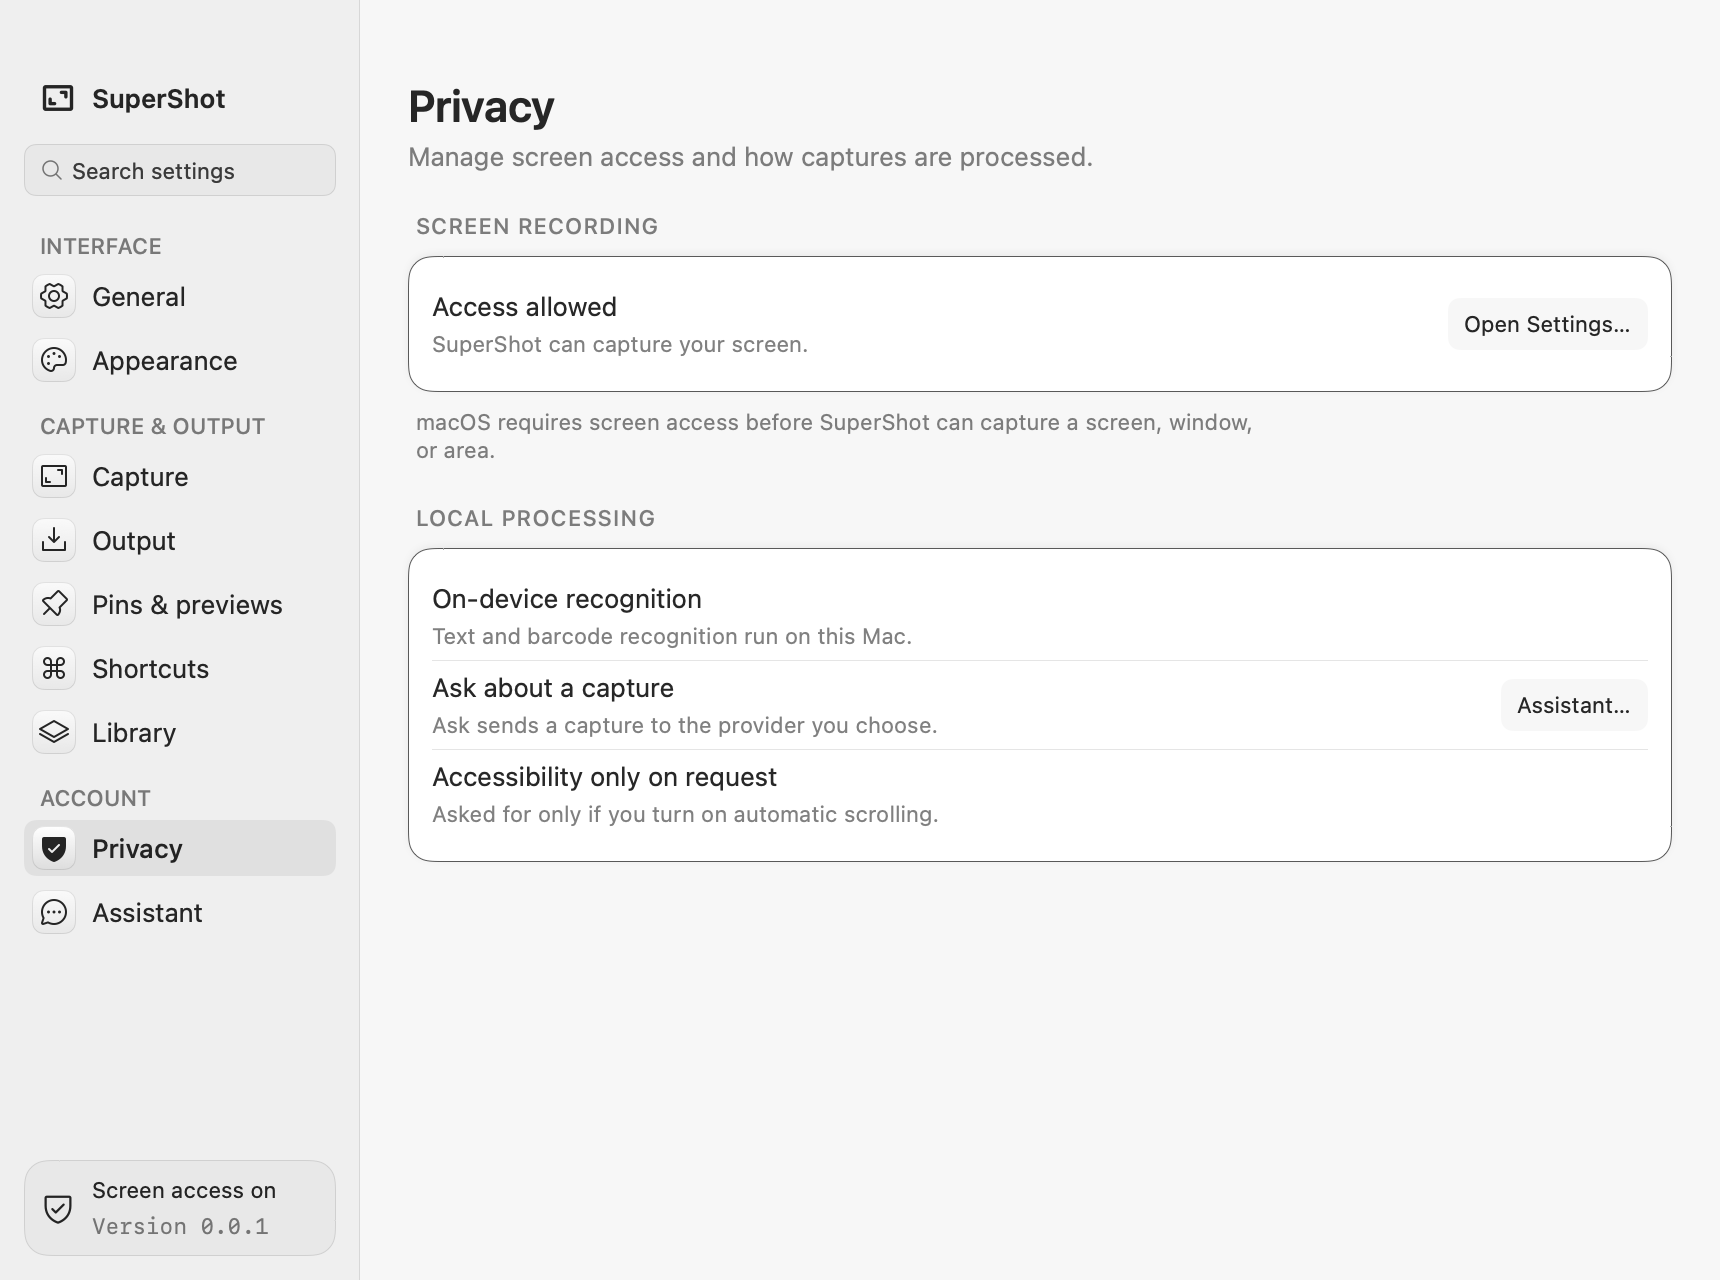 SuperShot
Search settings
INTERFACE
General
Appearance
CAPTURE & OUTPUT
Capture
Output
Pins & previews
Shortcuts
Library
ACCOUNT
Privacy
Assistant
Screen access on
Version 0.0.1
Privacy
Manage screen access and how captures are processed.
SCREEN RECORDING
Access allowed
SuperShot can capture your screen.
Open Settings...
macOS requires screen access before SuperShot can capture a screen, window,
or area.
LOCAL PROCESSING
On-device recognition
Text and barcode recognition run on this Mac.
Ask about a capture
Ask sends a capture to the provider you choose.
Assistant...
Accessibility only on request
Asked for only if you turn on automatic scrolling.